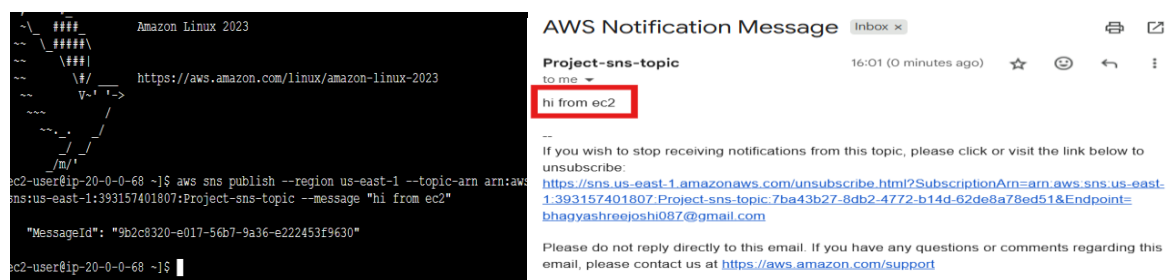 Amazon Linux 2023
https://aws.amazon.com/linux/amazon-linux-2023
ec2-user@ip-20-0-0-68 ~]$ aws sns publish --region us-east-1 --topic-arn arn:aws
sns:us-east-1:393157401807:Project-sns-topic --message "hi from ec2"
"MessageId": "9b2c8320-e017-56b7-9a36-e222453f9630"
ec2-user@ip-20-0-0-68 ~]$
AWS Notification Message Inbox ×
Project-sns-topic 16:01 (0 minutes ago)
to me
hi from ec2
--
If you wish to stop receiving notifications from this topic, please click or visit the link below to
unsubscribe:
https://sns.us-east-1.amazonaws.com/unsubscribe.html?SubscriptionArn=arn:aws:sns:us-east-
1:393157401807:Project-sns-topic:7ba43b27-8db2-4772-b14d-62de8a78ed51&Endpoint=
bhagyashreejoshi087@gmail.com
Please do not reply directly to this email. If you have any questions or comments regarding this
email, please contact us at https://aws.amazon.com/support